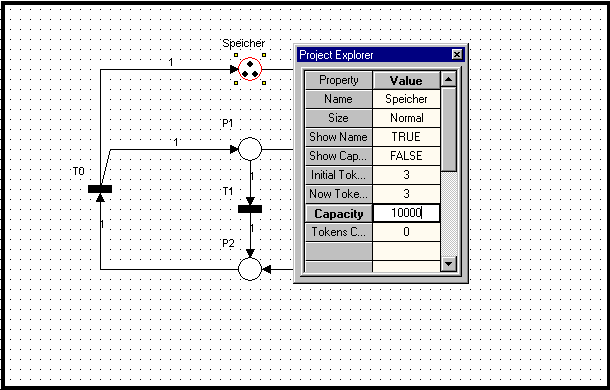 Speicher
1
Project Explorer
Property Value
Name Speicher
Size Normal
Show Name TRUE
Show Cap... FALSE
Initial Tok... 3
Now Toke... 3
Capacity 10000
Tokens C... 0
P1
1
T0
1
T1
1
1
P2